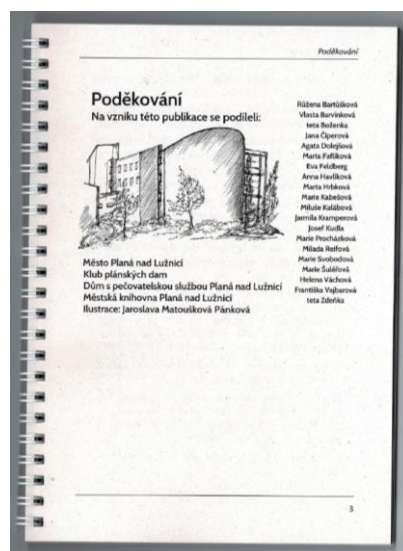 Poděkování
Poděkování
Na vzniku této publikace se podíleli:
Město Planá nad Lužnicí
Klub plánských dam
Dům s pečovatelskou službou Planá nad Lužnicí
Městská knihovna Planá nad Lužnicí
Ilustrace: Jaroslava Matoušková Pánková
Růžena Bartůšková
Vlasta Barvínková
teta Boženka
Jana Čiperová
Agata Dolejšová
Marta Faflíková
Eva Feldberg
Anna Havlíková
Marta Hrbková
Marie Kabešová
Miluše Kalábová
Jarmila Kramperová
Josef Kudla
Marie Procházková
Milada Reifová
Marie Svobodová
Marie Šuléřová
Helena Váchová
Františka Vajbarová
teta Zdeňka
3